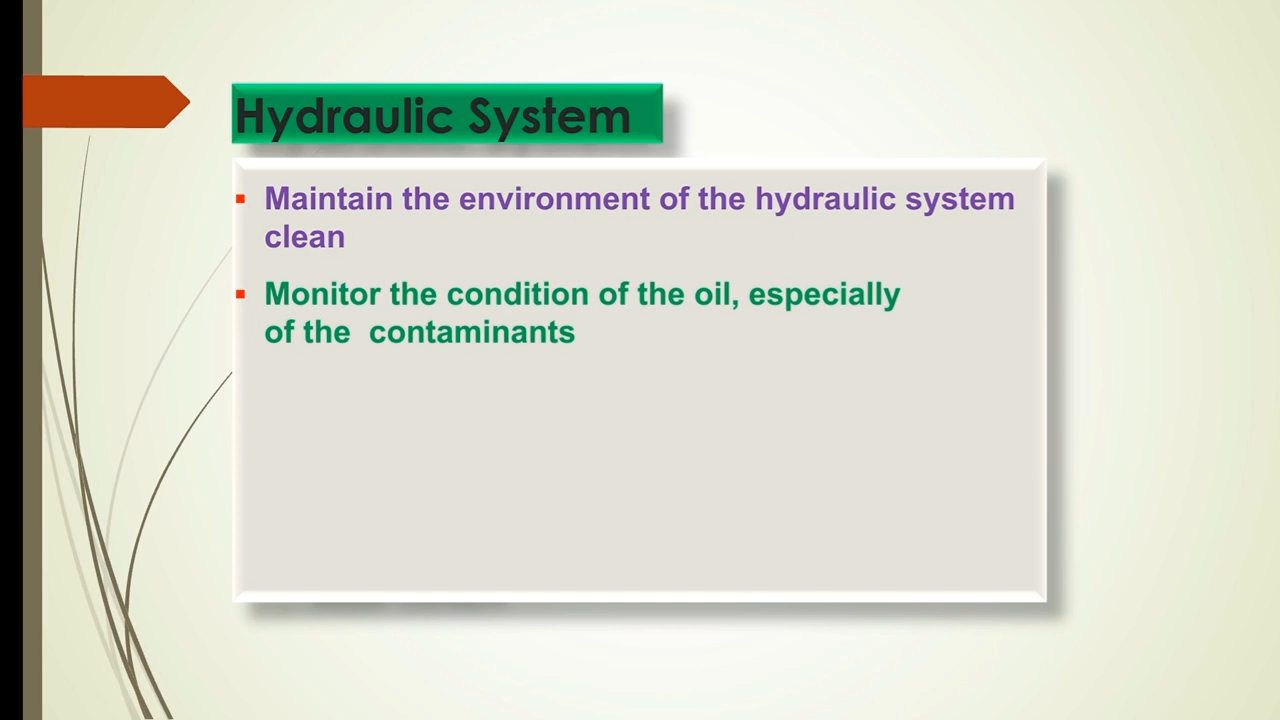 Hydraulic System
Maintain the environment of the hydraulic system
clean
Monitor the condition of the oil, especially
of the  contaminants